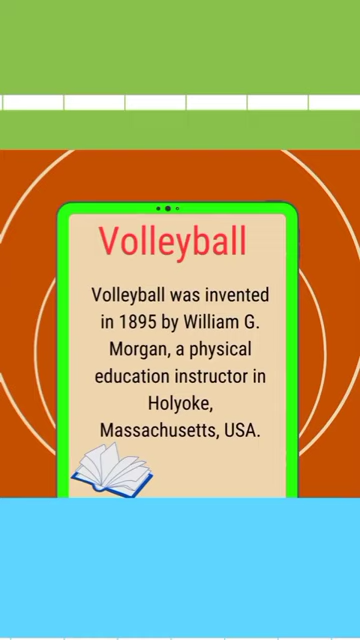 Volleyball
Volleyball was invented
in 1895 by William G.
Morgan, a physical
education instructor in
Holyoke,
Massachusetts, USA.